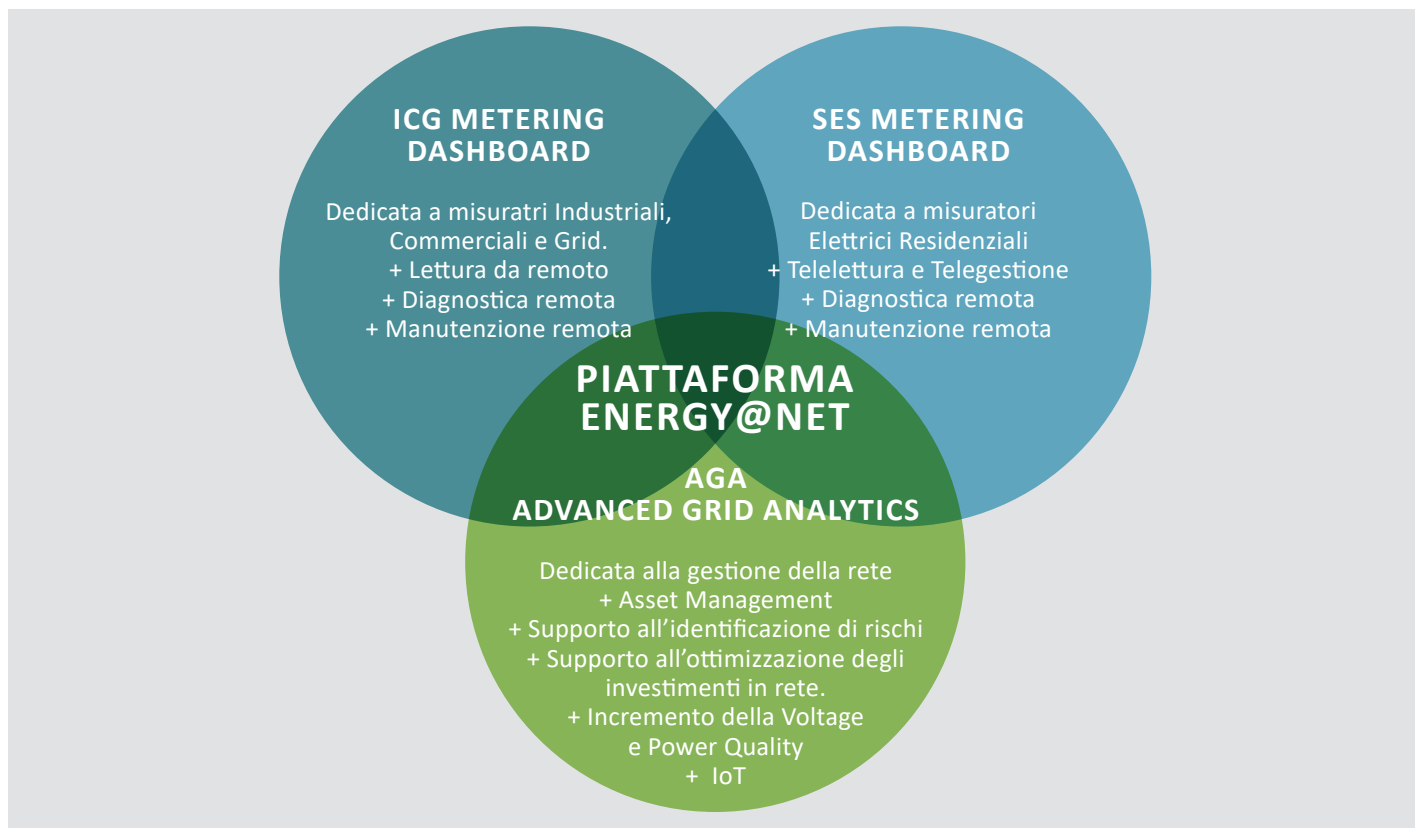 ICG METERING
DASHBOARD
Dedicata a misuratri Industriali,
Commerciali e Grid.
+ Lettura da remoto
+ Diagnostica remota
+ Manutenzione remota
SES METERING
DASHBOARD
Dedicata a misuratori
Elettrici Residenziali
+ Telelettura e Telegestione
+ Diagnostica remota
+ Manutenzione remota
PIATTAFORMA
ENERGY@NET
AGA
ADVANCED GRID ANALYTICS
Dedicata alla gestione della rete
+ Asset Management
+ Supporto all’identificazione di rischi
+ Supporto all’ottimizzazione degli
investimenti in rete.
+ Incremento della Voltage
e Power Quality
+ IoT